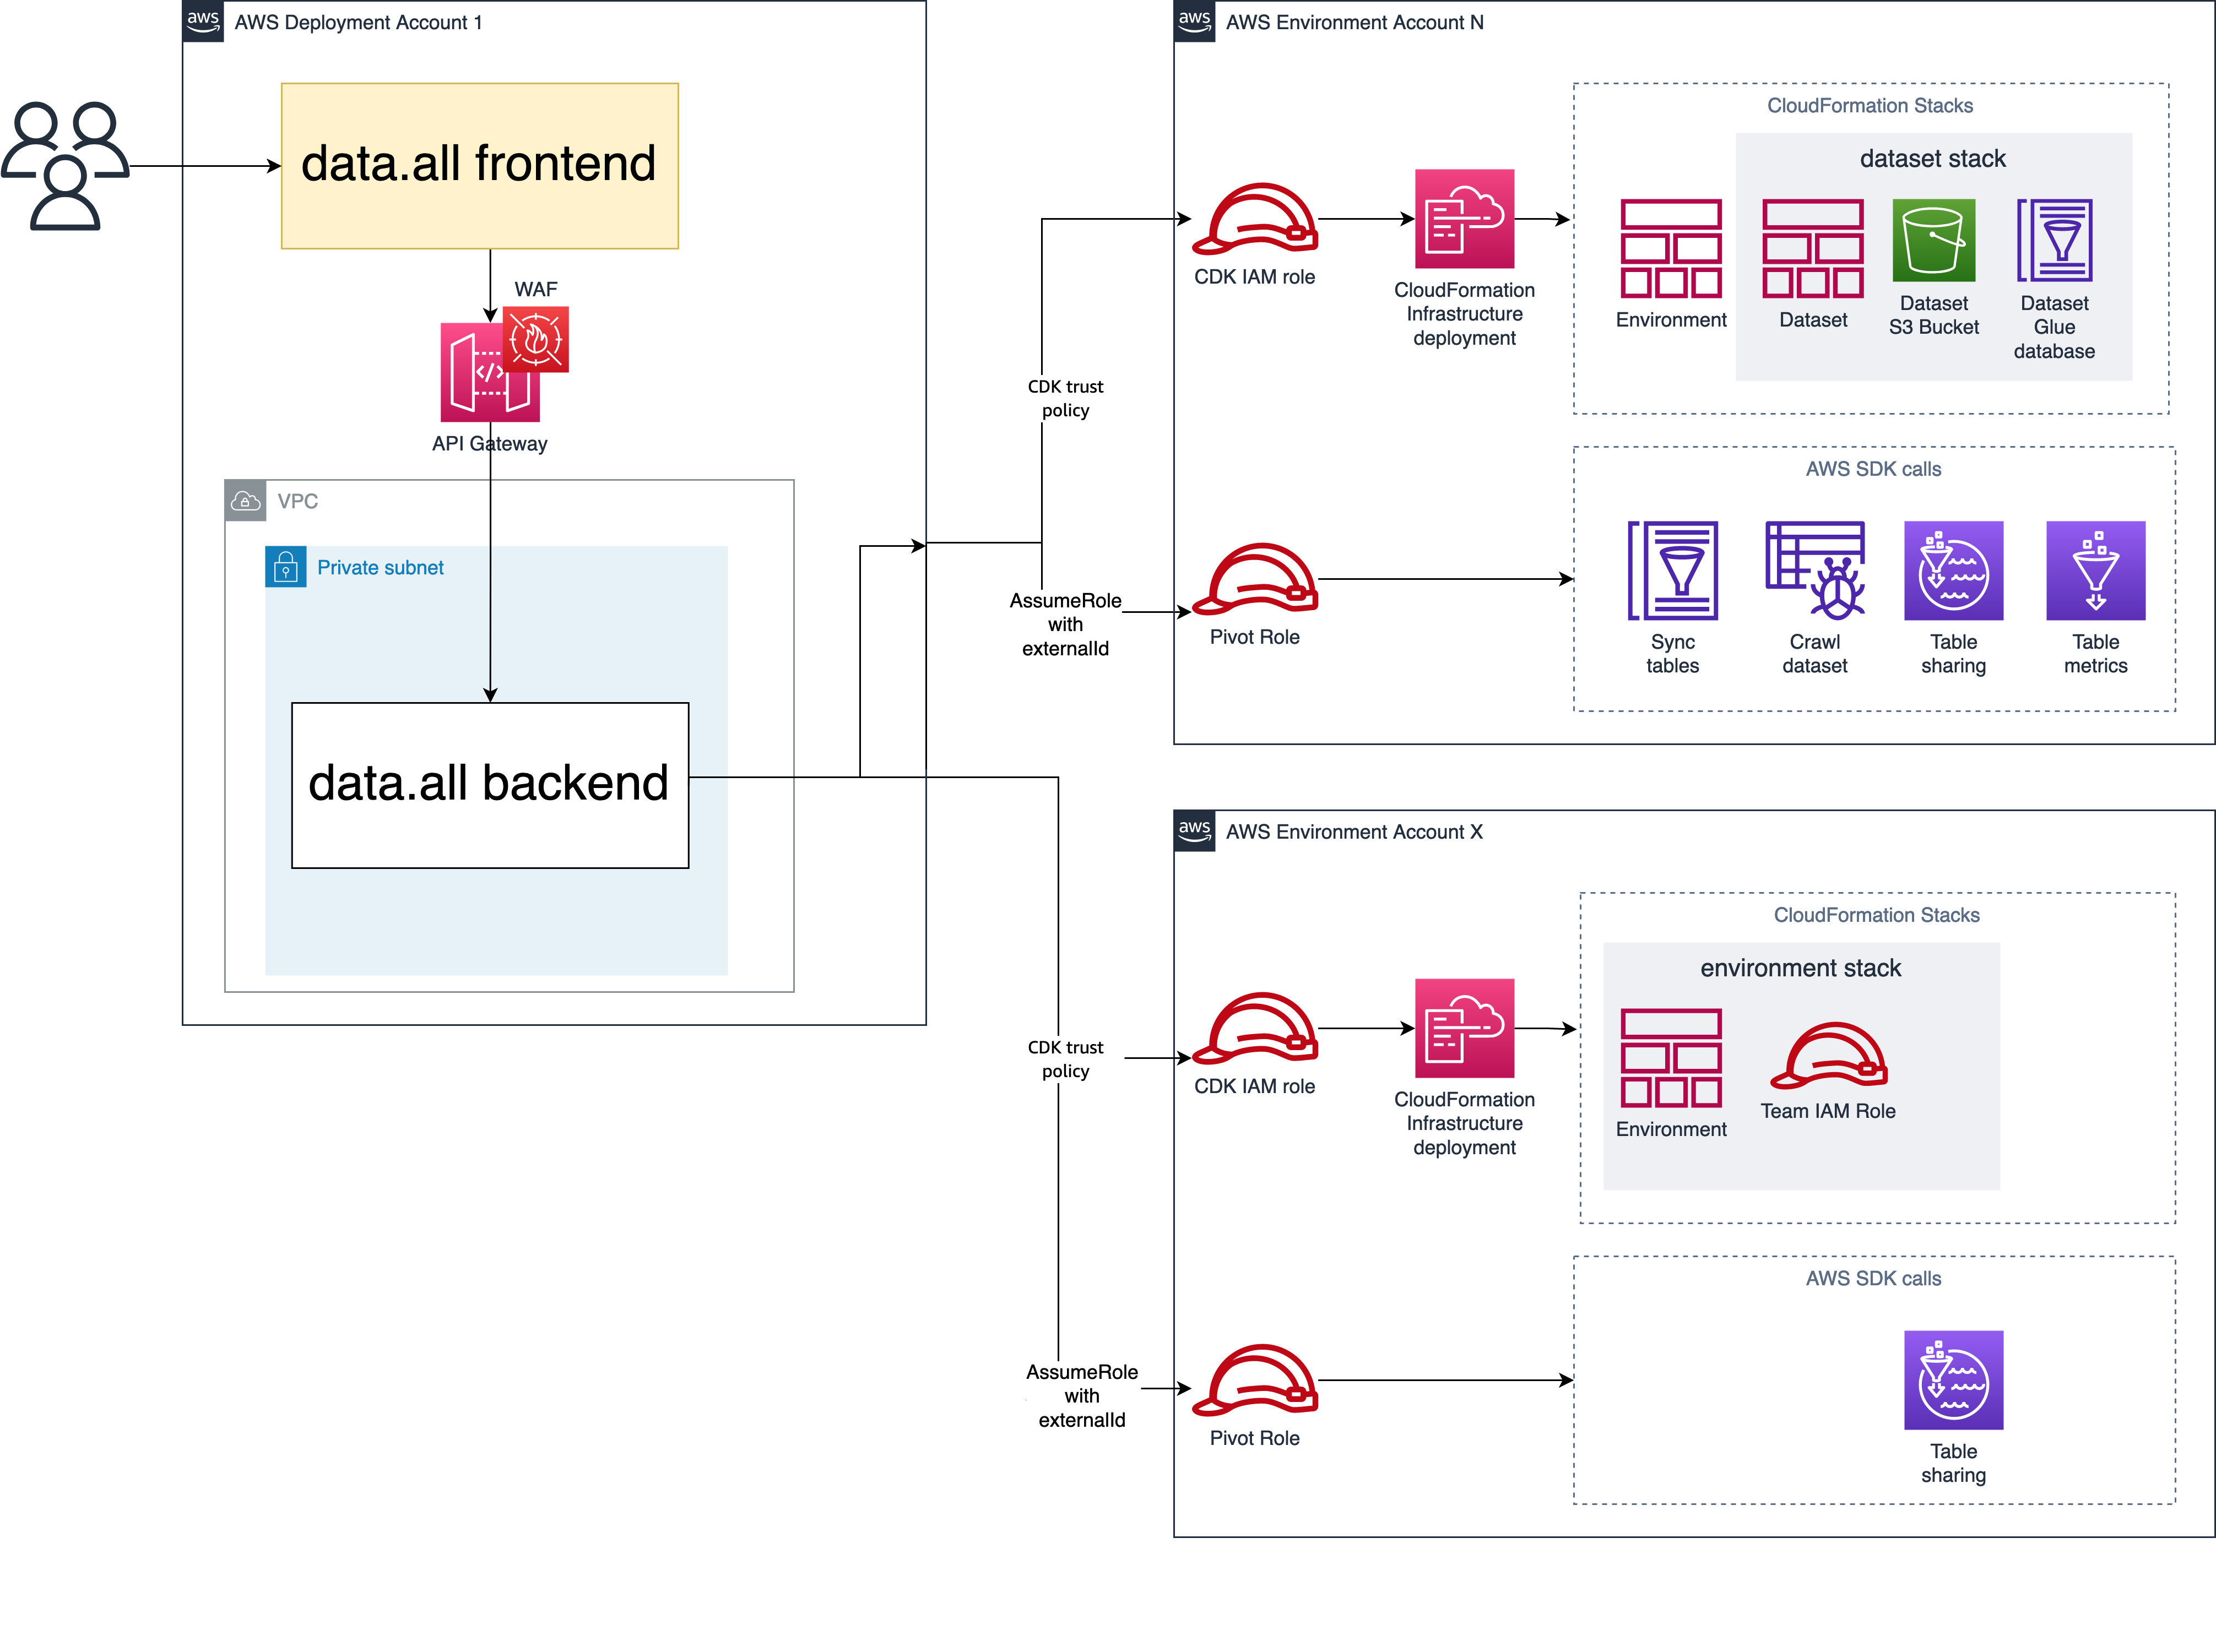 aws
AWS Deployment Account 1
data.all frontend
WAF
API Gateway
VPC
Private subnet
data.all backend
CDK trust
policy
AssumeRole
with
externalId
CDK trust
policy
AssumeRole
with
externalId
aws
AWS Environment Account N
CDK IAM role
CloudFormation
Infrastructure
deployment
CloudFormation Stacks
dataset stack
Environment
Dataset
Dataset
S3 Bucket
Dataset
Glue
database
Pivot Role
AWS SDK calls
Sync
tables
Crawl
dataset
Table
sharing
Table
metrics
aws
AWS Environment Account X
CDK IAM role
CloudFormation
Infrastructure
deployment
CloudFormation Stacks
environment stack
Environment
Team IAM Role
Pivot Role
AWS SDK calls
Table
sharing